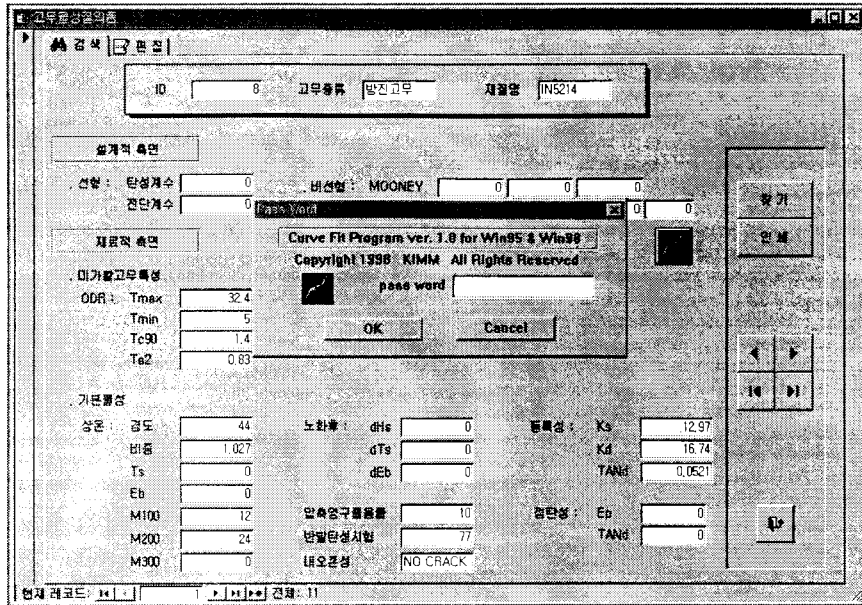 고무물성질의폼
검색 편집
ID 8 고무종류 방진고무 재질명 IN5214
설계적 측면
. 선형 : 탄성계수 0 . 비선형 : MOONEY 0 0 0
전단계수 0 0 0
Pass Word
Curve Fit Program ver. 1.0 for Win95 & Win98
Copyright 1998 KIMM All Rights Reserved
pass word
OK Cancel
찾 기
인 쇄
재료적 측면
. 미가황고무특성
ODR : Tmax 32.4
Tmin 5
Tc90 1.4
Ts2 0.83
. 기본물성
상온 : 경도 44 노화후 : dHs 0 동특성 : Ks 12.97
비중 1.027 dTs 0 Kd 16.74
Ts 0 dEb 0 TANd 0.0521
Eb 0
M100 12 압축영구줄음률 10 점탄성 : Ep 0
M200 24 반발탄성시험 77 TANd 0
M300 0 내오존성 NO CRACK
현재 레코드: 1 전체: 11